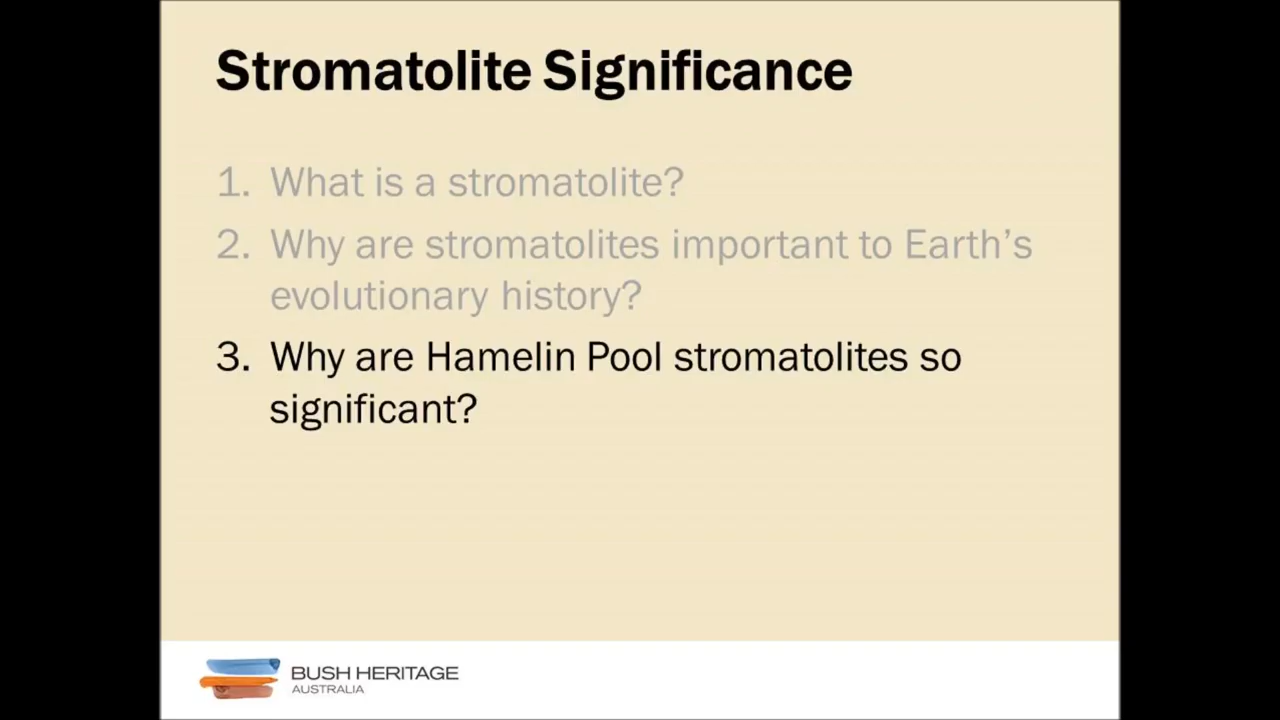 Stromatolite Significance
1. What is a stromatolite?
2. Why are stromatolites important to Earth’s
evolutionary history?
3. Why are Hamelin Pool stromatolites so
significant?
BUSH HERITAGE
AUSTRALIA